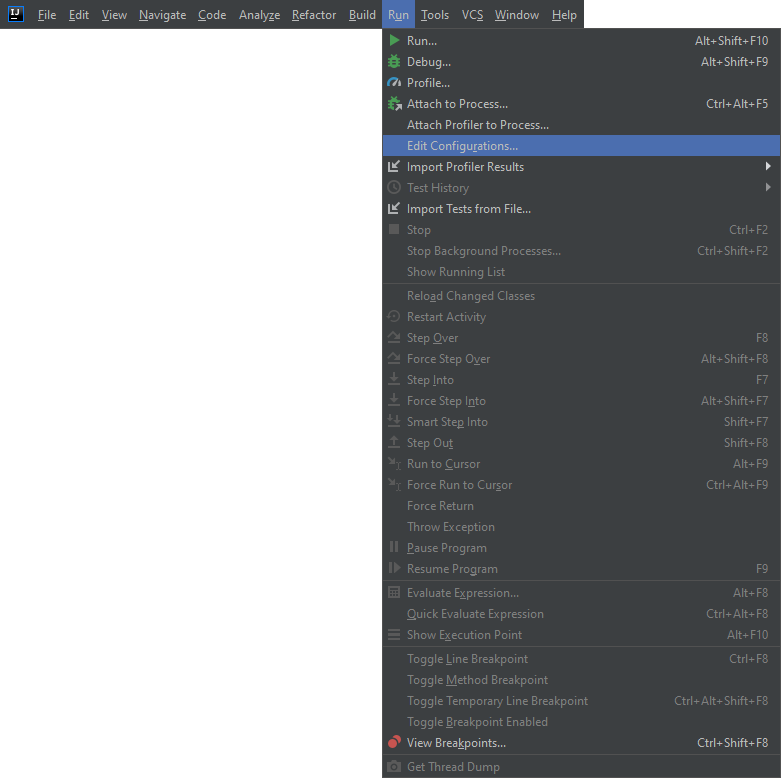 IJ File Edit View Navigate Code Analyze Refactor Build Run Tools VCS Window Help
Run... Alt+Shift+F10
Debug... Alt+Shift+F9
Profile...
Attach to Process... Ctrl+Alt+F5
Attach Profiler to Process...
Edit Configurations...
Import Profiler Results
Test History
Import Tests from File...
Stop Ctrl+F2
Stop Background Processes... Ctrl+Shift+F2
Show Running List
Reload Changed Classes
Restart Activity
Step Over F8
Force Step Over Alt+Shift+F8
Step Into F7
Force Step Into Alt+Shift+F7
Smart Step Into Shift+F7
Step Out Shift+F8
Run to Cursor Alt+F9
Force Run to Cursor Ctrl+Alt+F9
Force Return
Throw Exception
Pause Program
Resume Program F9
Evaluate Expression... Alt+F8
Quick Evaluate Expression Ctrl+Alt+F8
Show Execution Point Alt+F10
Toggle Line Breakpoint Ctrl+F8
Toggle Method Breakpoint
Toggle Temporary Line Breakpoint Ctrl+Alt+Shift+F8
Toggle Breakpoint Enabled
View Breakpoints... Ctrl+Shift+F8
Get Thread Dump